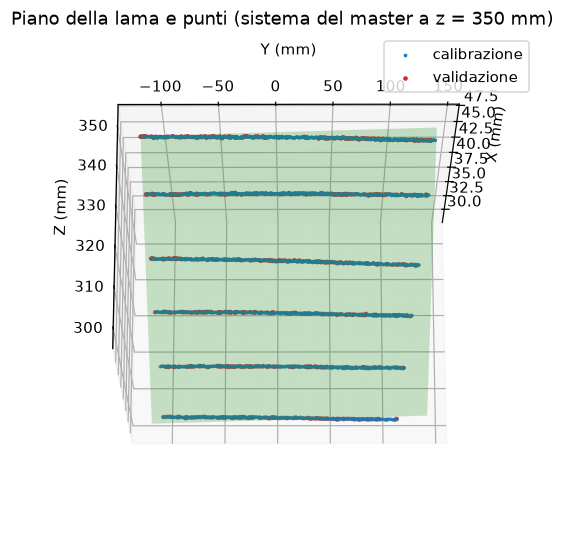 Piano della lama e punti (sistema del master a z = 350 mm)
calibrazione
validazione
Y (mm)
−100 −50 0 50 100 150
X (mm)
47.5
45.0
42.5
40.0
37.5
35.0
32.5
30.0
Z (mm)
350
340
330
320
310
300